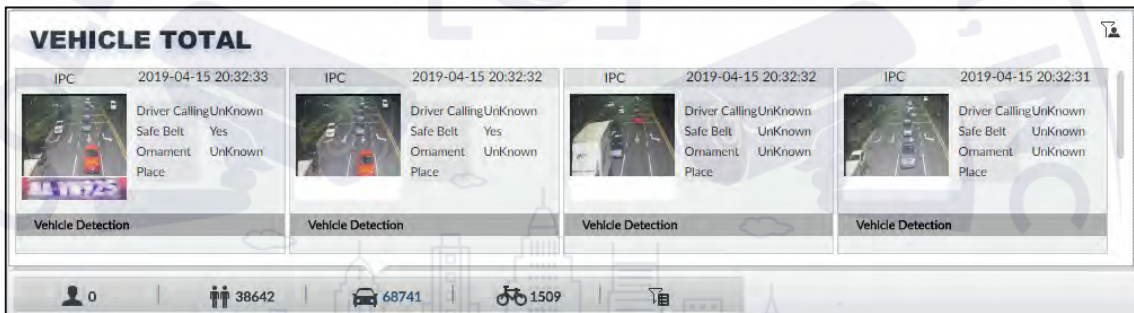 VEHICLE TOTAL
IPC 2019-04-15 20:32:33
Driver Calling UnKnown
Safe Belt Yes
Ornament UnKnown
Place
Vehicle Detection
IPC 2019-04-15 20:32:32
Driver Calling UnKnown
Safe Belt Yes
Ornament UnKnown
Place
Vehicle Detection
IPC 2019-04-15 20:32:32
Driver Calling UnKnown
Safe Belt UnKnown
Ornament UnKnown
Place
Vehicle Detection
IPC 2019-04-15 20:32:31
Driver Calling UnKnown
Safe Belt UnKnown
Ornament UnKnown
Place
Vehicle Detection
0 38642 68741 1509